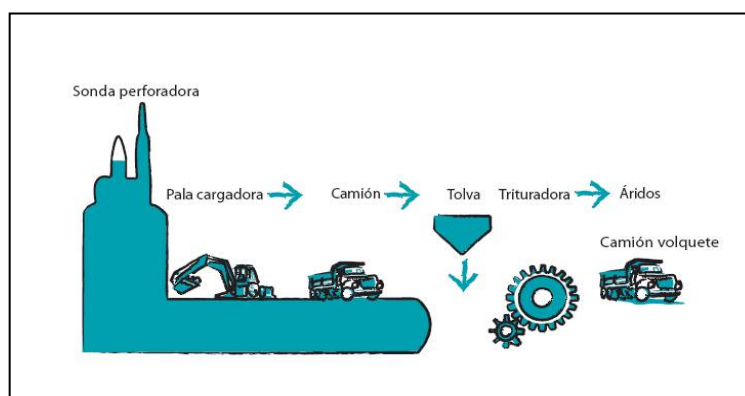 Sonda perforadora
Pala cargadora
Camión
Tolva
Trituradora
Áridos
Camión volquete